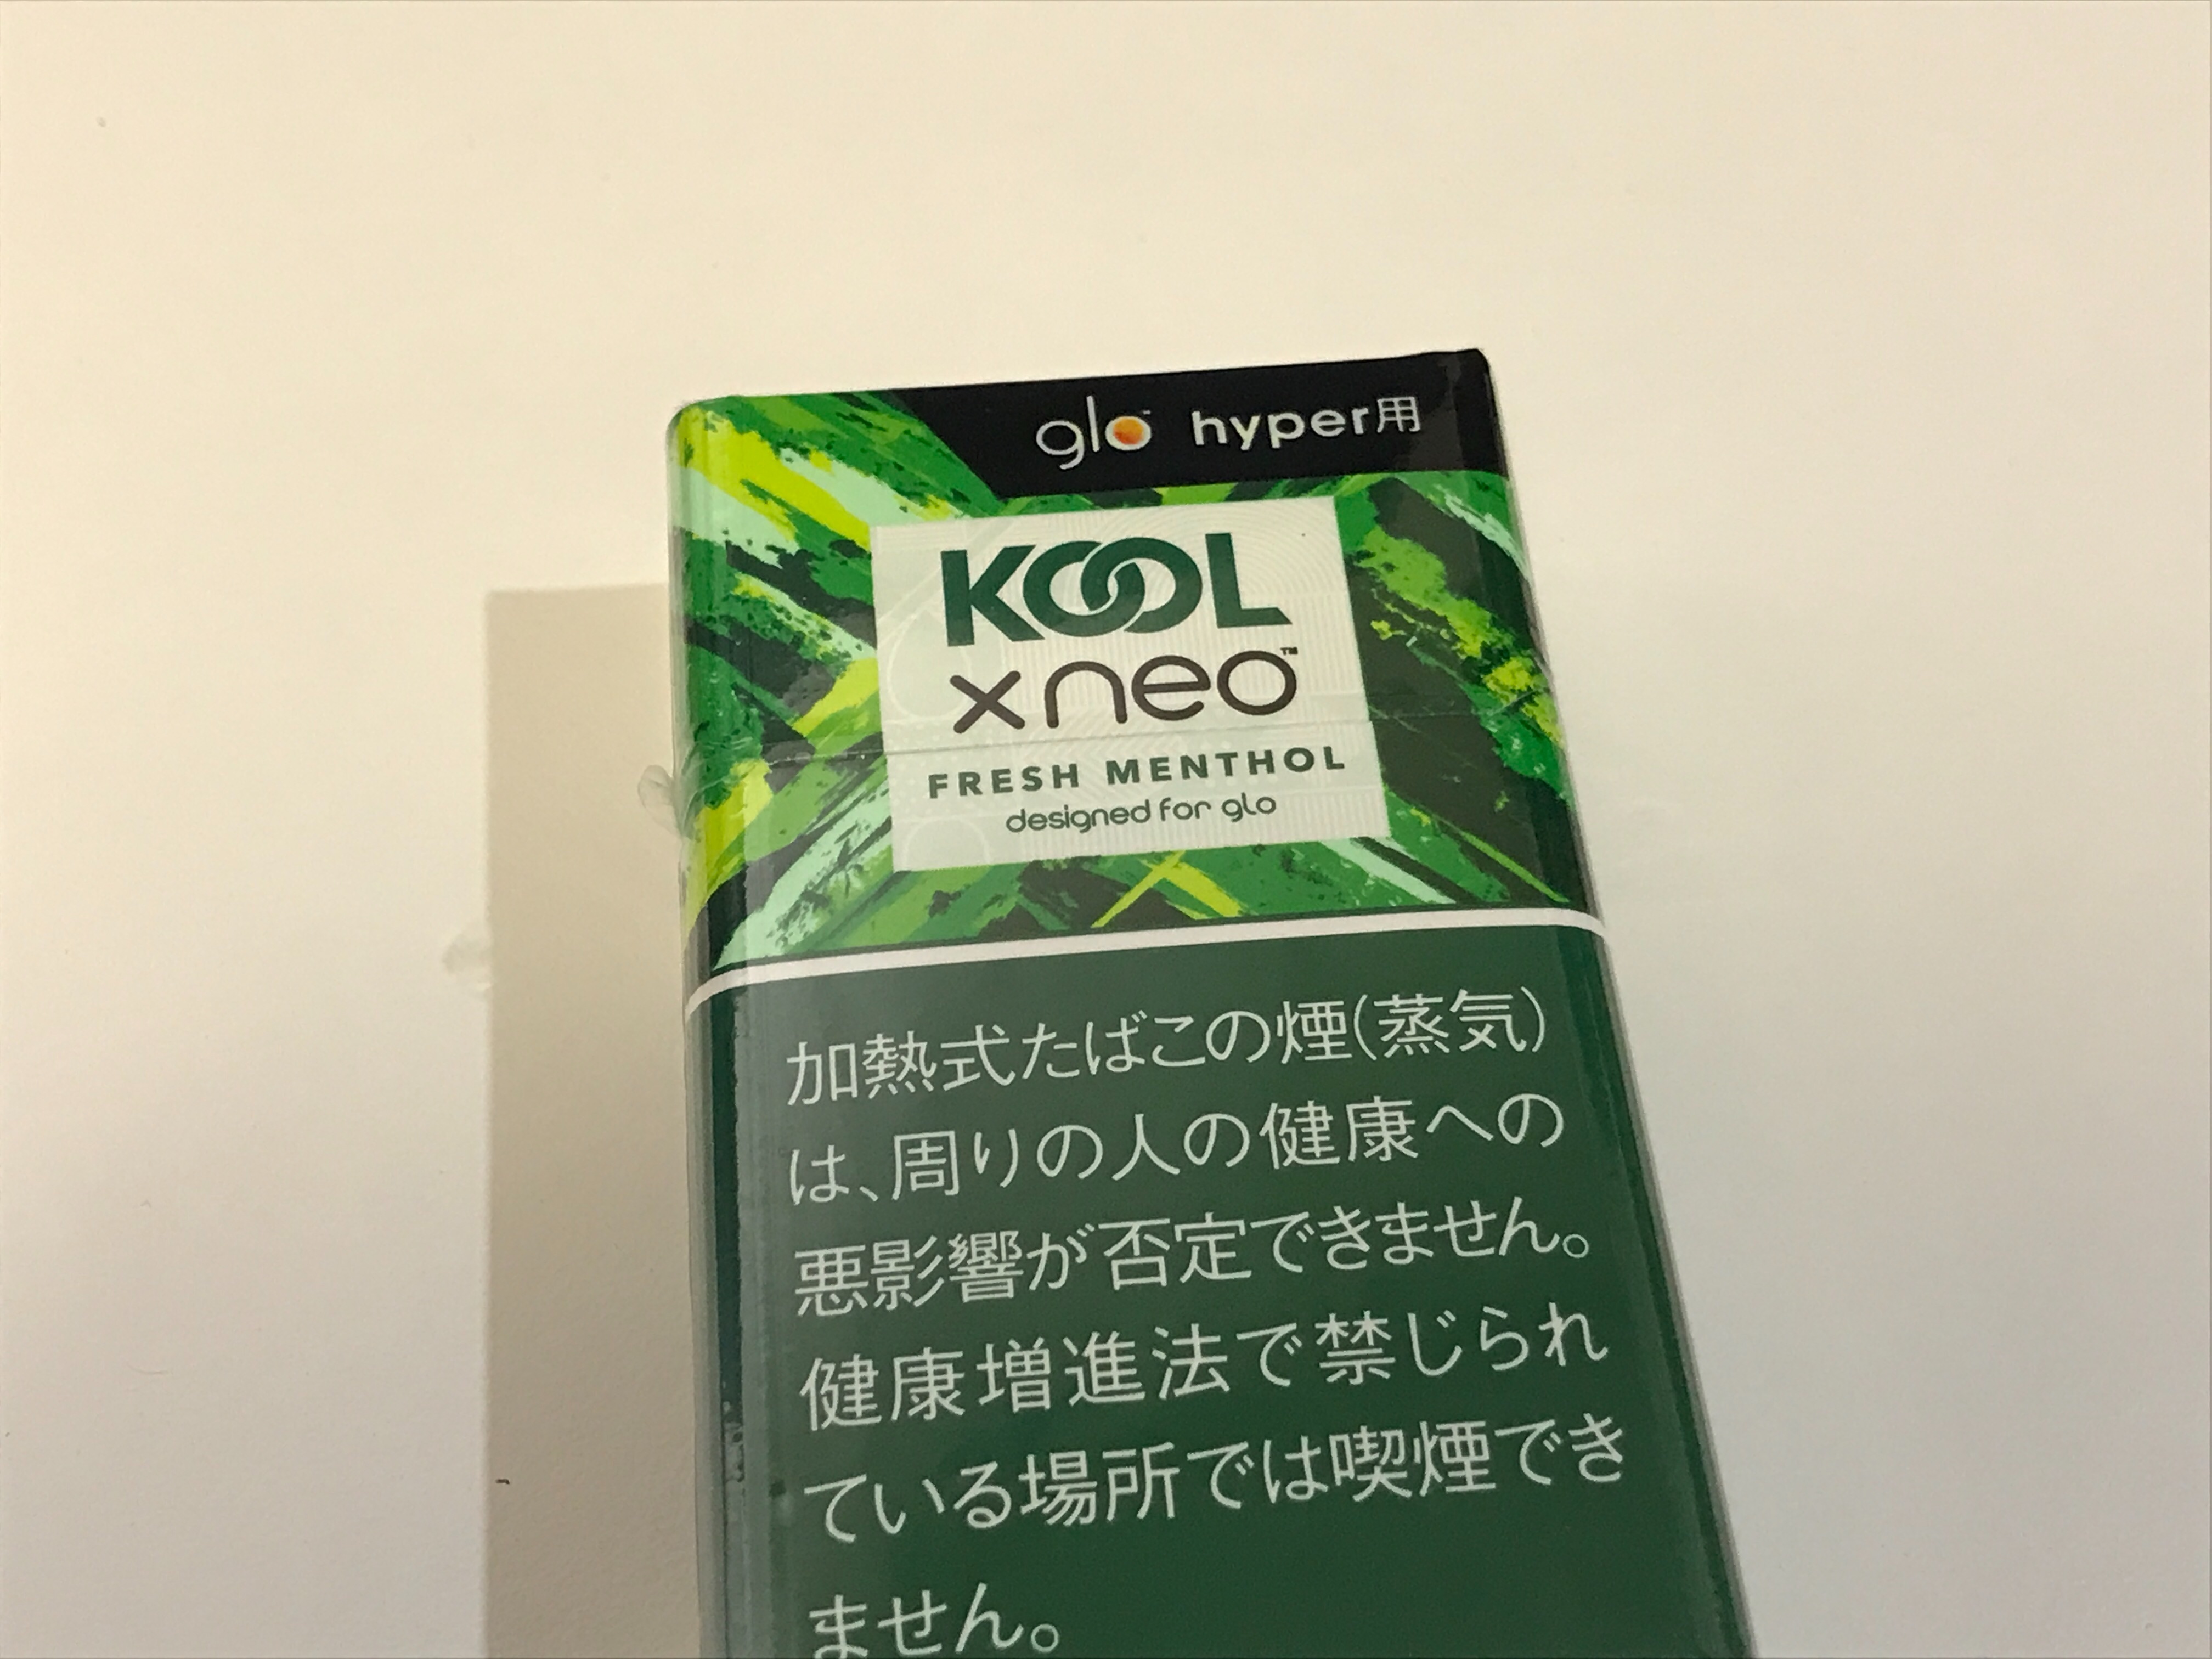 glo™ hyper用
KOOL
x neo™
FRESH MENTHOL
designed for glo
加熱式たばこの煙(蒸気)
は、周りの人の健康への
悪影響が否定できません。
健康増進法で禁じられ
ている場所では喫煙でき
ません。